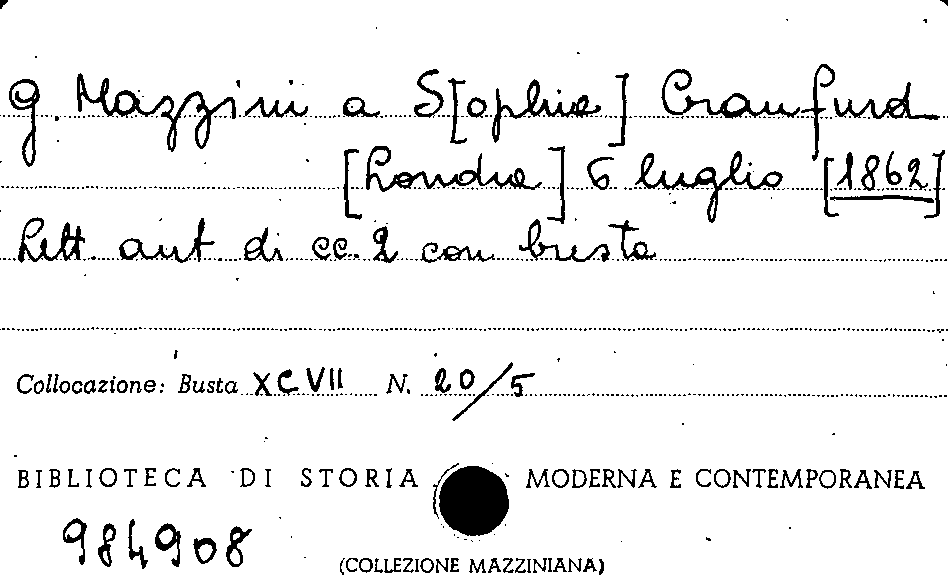 G. Mazzini a S[ophie] Craufurd
[Londra] 6 luglio [1862]
Lett. aut. di cc. 2 con busta
Collocazione: Busta XCVII N. 20/5
BIBLIOTECA DI STORIA MODERNA E CONTEMPORANEA
984908
(COLLEZIONE MAZZINIANA)